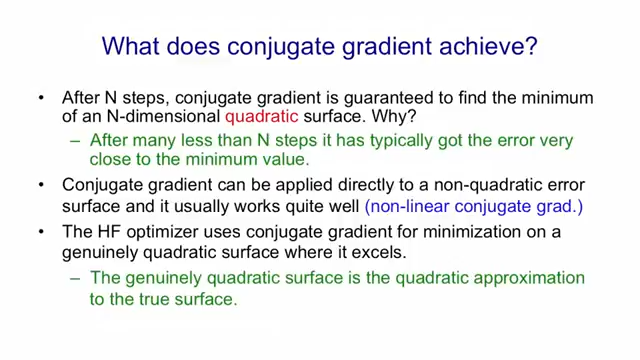 What does conjugate gradient achieve?
• After N steps, conjugate gradient is guaranteed to find the minimum
of an N-dimensional quadratic surface. Why?
– After many less than N steps it has typically got the error very
close to the minimum value.
• Conjugate gradient can be applied directly to a non-quadratic error
surface and it usually works quite well (non-linear conjugate grad.)
• The HF optimizer uses conjugate gradient for minimization on a
genuinely quadratic surface where it excels.
– The genuinely quadratic surface is the quadratic approximation
to the true surface.